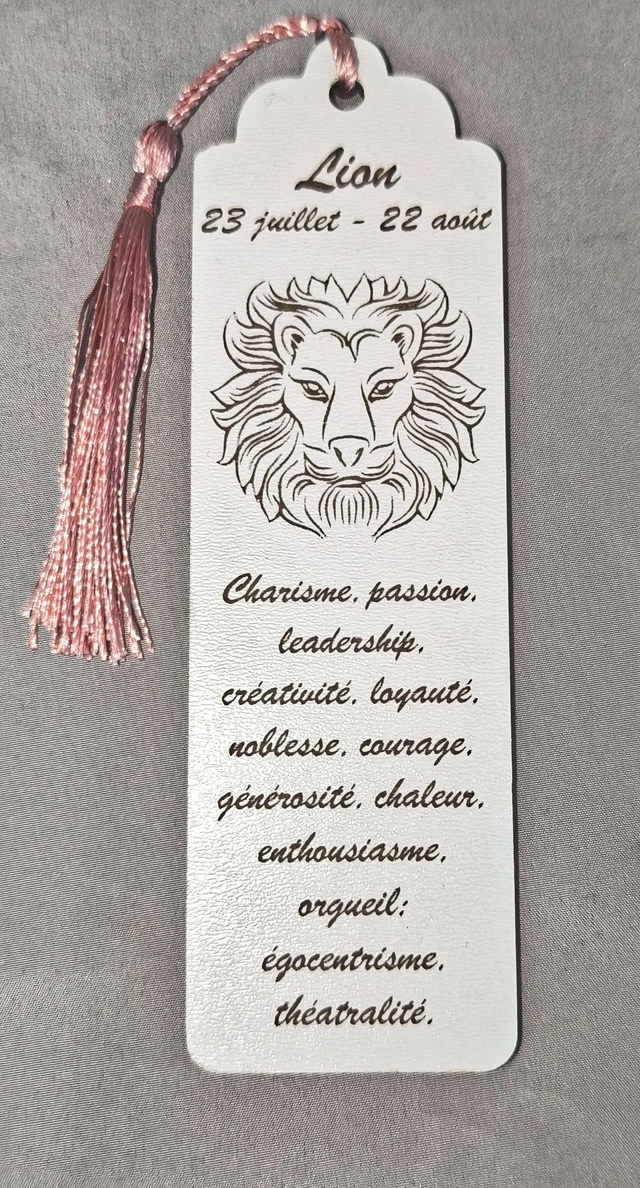 Lion
23 juillet - 22 août
Charisme, passion,
leadership,
créativité, loyauté,
noblesse, courage,
générosité, chaleur,
enthousiasme,
orgueil;
égocentrisme,
théatralité.